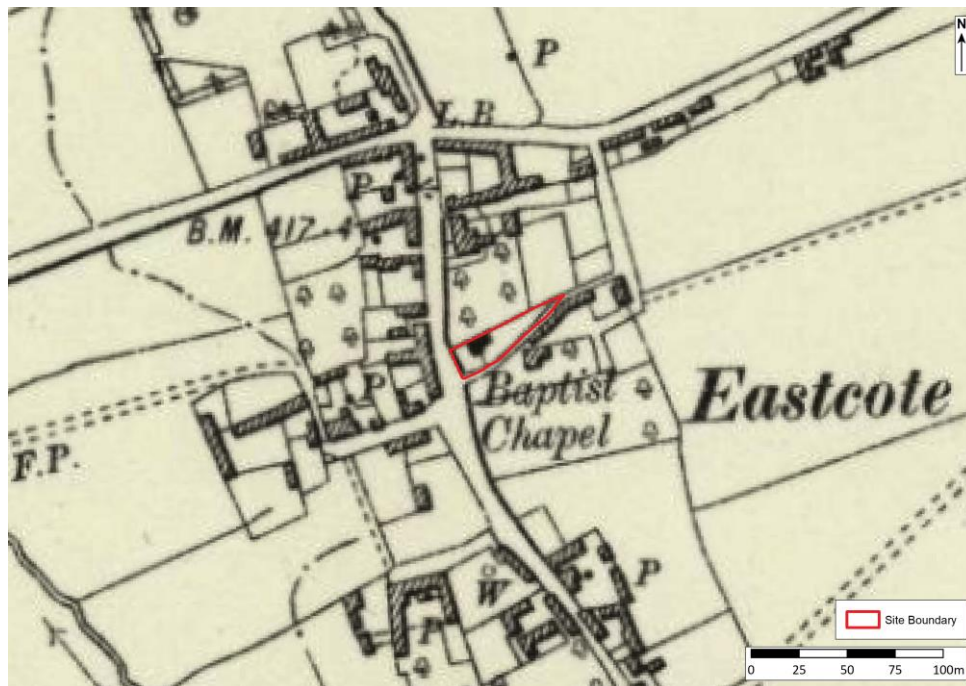 N
P
L.B.
P
B.M. 417.4
Baptist
Chapel
Eastcote
P
F.P.
W
P
P
Site Boundary
0 25 50 75 100m